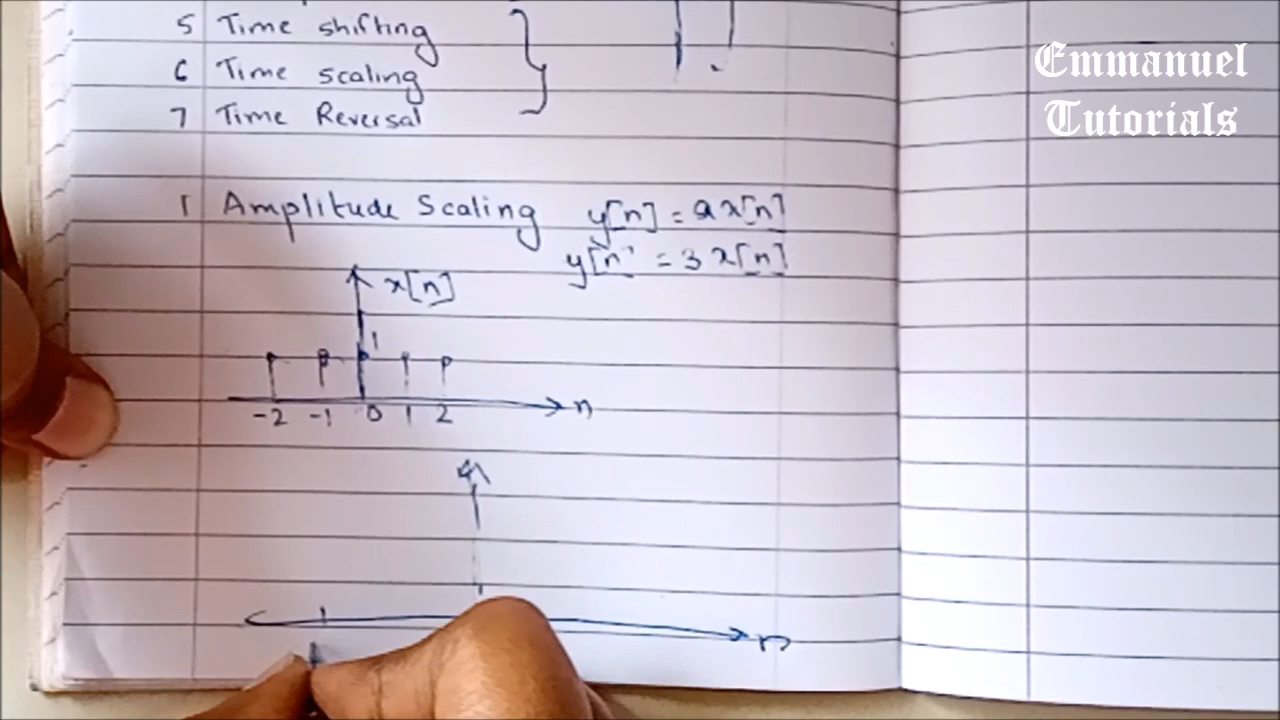 5 Time shifting
6 Time scaling
7 Time Reversal
Emmanuel
Tutorials
1 Amplitude Scaling y[n] = a x[n]
y[n] = 3 x[n]
x[n]
1
-2 -1 0 1 2 n
n